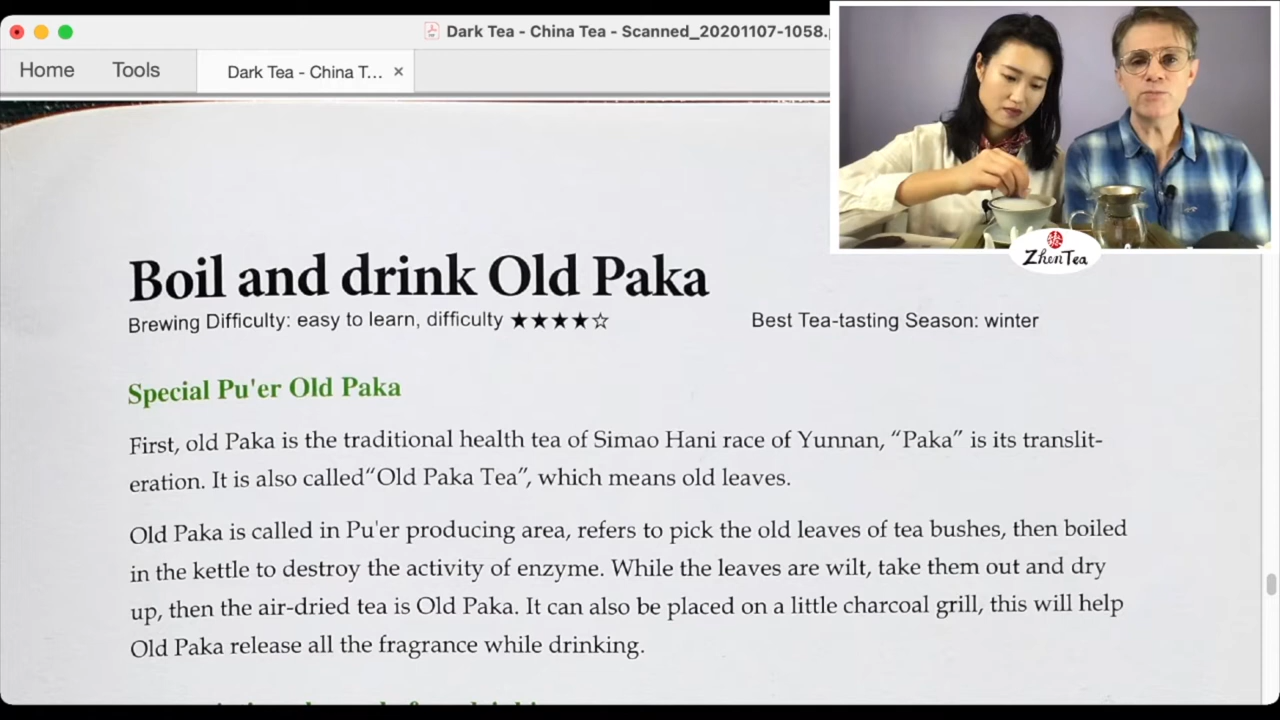 Dark Tea - China Tea - Scanned_20201107-1058.p
Home Tools Dark Tea - China T... ×
Zhen Tea
Boil and drink Old Paka
Brewing Difficulty: easy to learn, difficulty ★★★★☆ Best Tea-tasting Season: winter
Special Pu'er Old Paka
First, old Paka is the traditional health tea of Simao Hani race of Yunnan, “Paka” is its translit-
eration. It is also called“Old Paka Tea”, which means old leaves.
Old Paka is called in Pu'er producing area, refers to pick the old leaves of tea bushes, then boiled
in the kettle to destroy the activity of enzyme. While the leaves are wilt, take them out and dry
up, then the air-dried tea is Old Paka. It can also be placed on a little charcoal grill, this will help
Old Paka release all the fragrance while drinking.